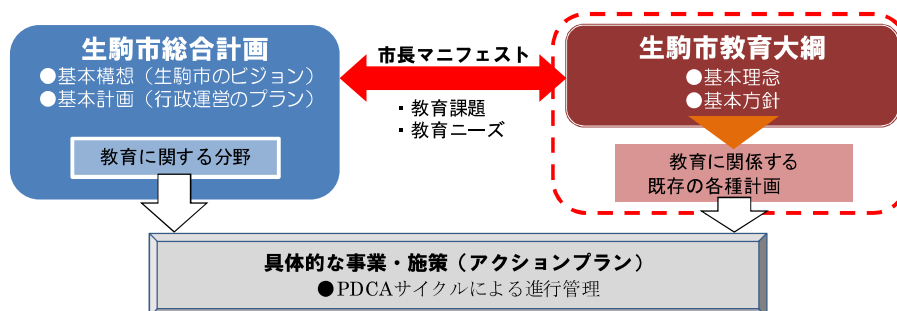 生駒市総合計画
●基本構想（生駒市のビジョン）
●基本計画（行政運営のプラン）
教育に関する分野
市長マニフェスト
・教育課題
・教育ニーズ
生駒市教育大綱
●基本理念
●基本方針
教育に関係する
既存の各種計画
具体的な事業・施策（アクションプラン）
●PDCAサイクルによる進行管理